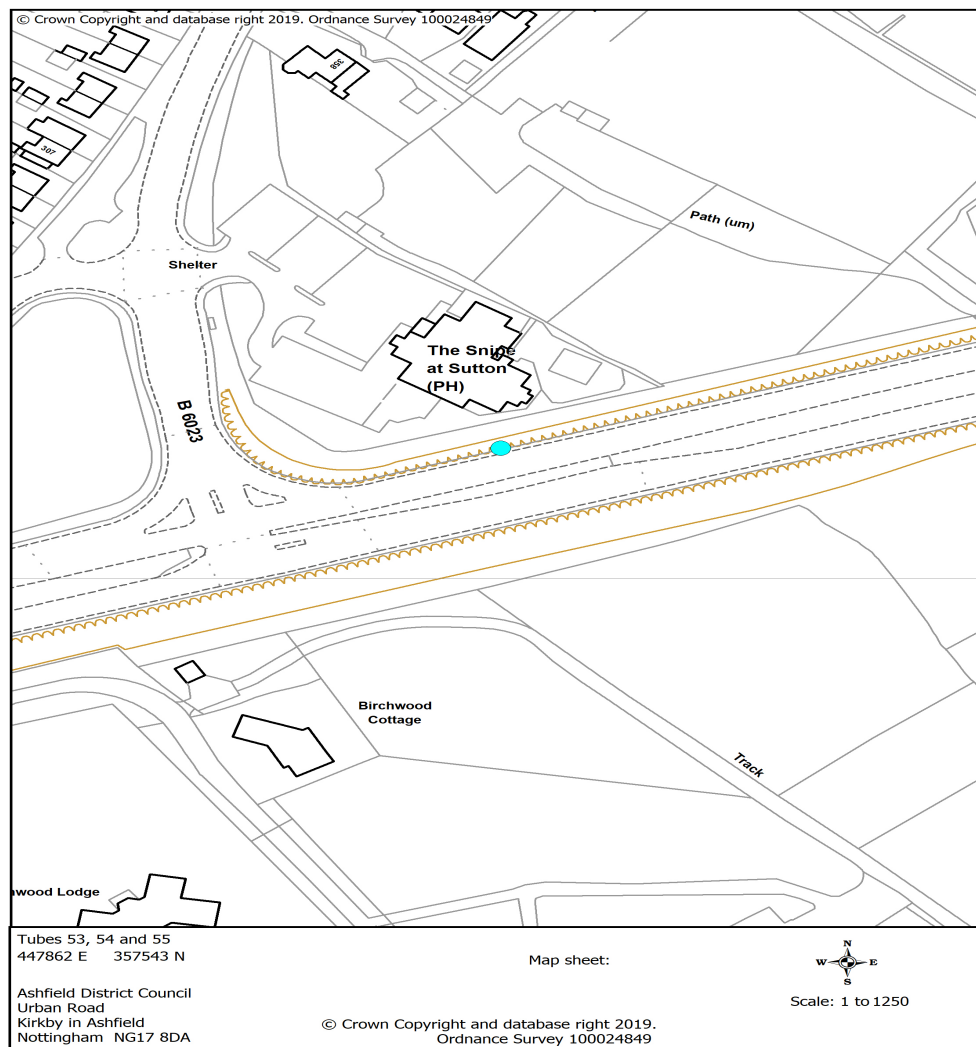 © Crown Copyright and database right 2019. Ordnance Survey 100024849
358
307
Path (um)
Shelter
The Snipe
at Sutton
(PH)
B 6023
Birchwood
Cottage
Track
wood Lodge
Tubes 53, 54 and 55
447862 E 357543 N
Ashfield District Council
Urban Road
Kirkby in Ashfield
Nottingham NG17 8DA
Map sheet:
© Crown Copyright and database right 2019.
Ordnance Survey 100024849
N
W E
S
Scale: 1 to 1250